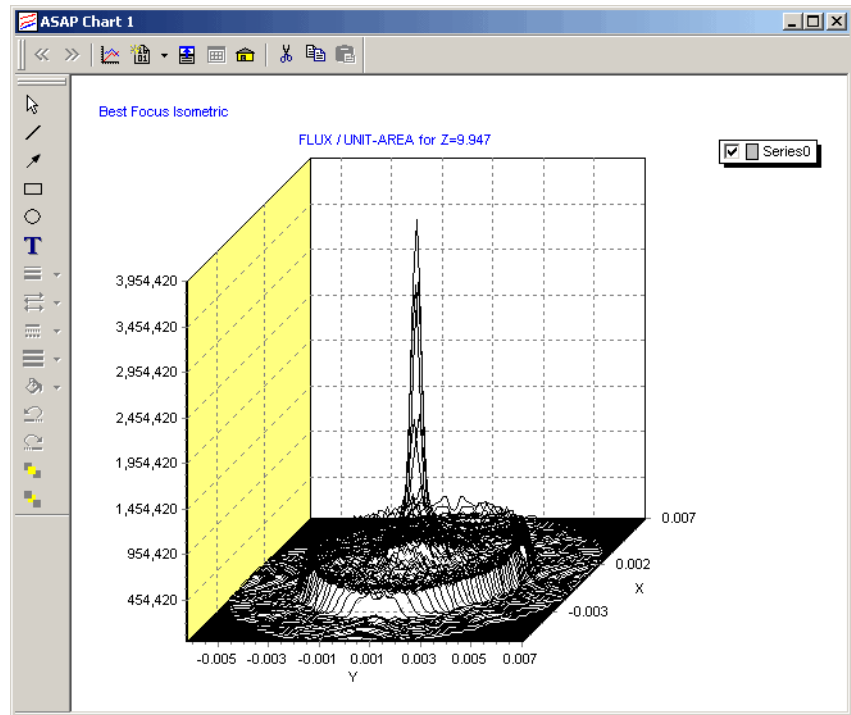 ASAP Chart 1
T
Best Focus Isometric
FLUX / UNIT-AREA for Z=9.947
Series0
3,954,420
3,454,420
2,954,420
2,454,420
1,954,420
1,454,420
954,420
454,420
0.007
0.002
X
-0.003
-0.005 -0.003 -0.001 0.001 0.003 0.005 0.007
Y